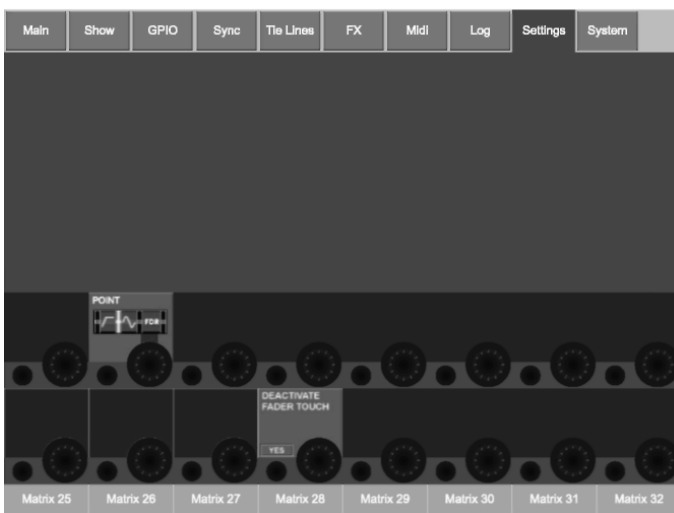 Main Show GPIO Sync Tie Lines FX Midi Log Settings System
POINT
FC#
DEACTIVATE
FADER TOUCH
YES
Matrix 25 Matrix 26 Matrix 27 Matrix 28 Matrix 29 Matrix 30 Matrix 31 Matrix 32